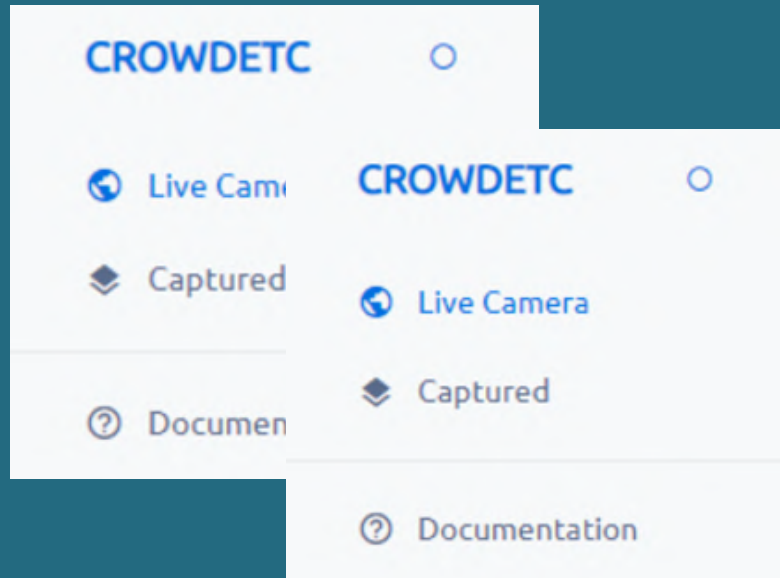 CROWDETC
Live Came
Captured
Documen
CROWDETC
Live Camera
Captured
Documentation